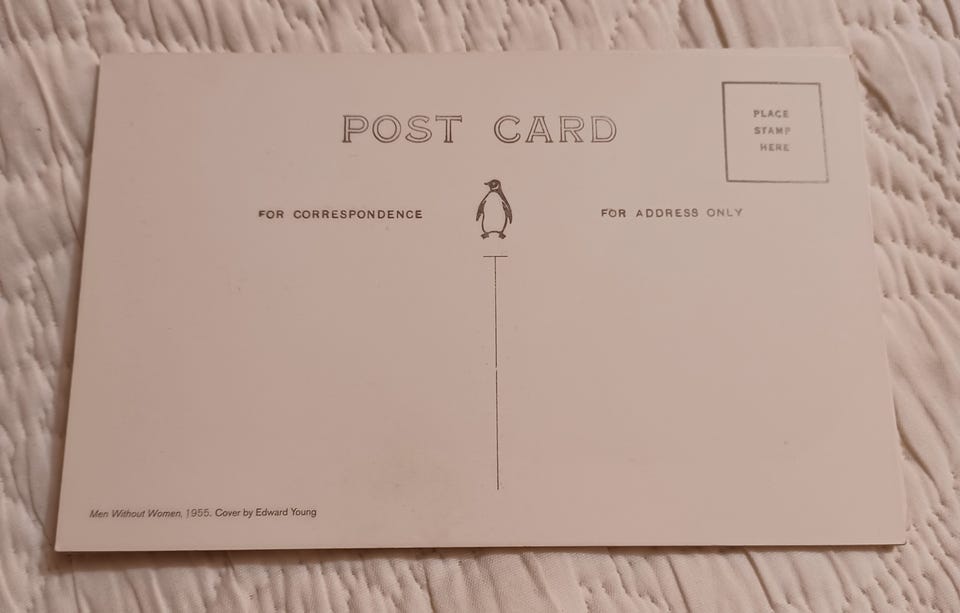 POST CARD
PLACE
STAMP
HERE
FOR CORRESPONDENCE
FOR ADDRESS ONLY
Men Without Women, 1955. Cover by Edward Young